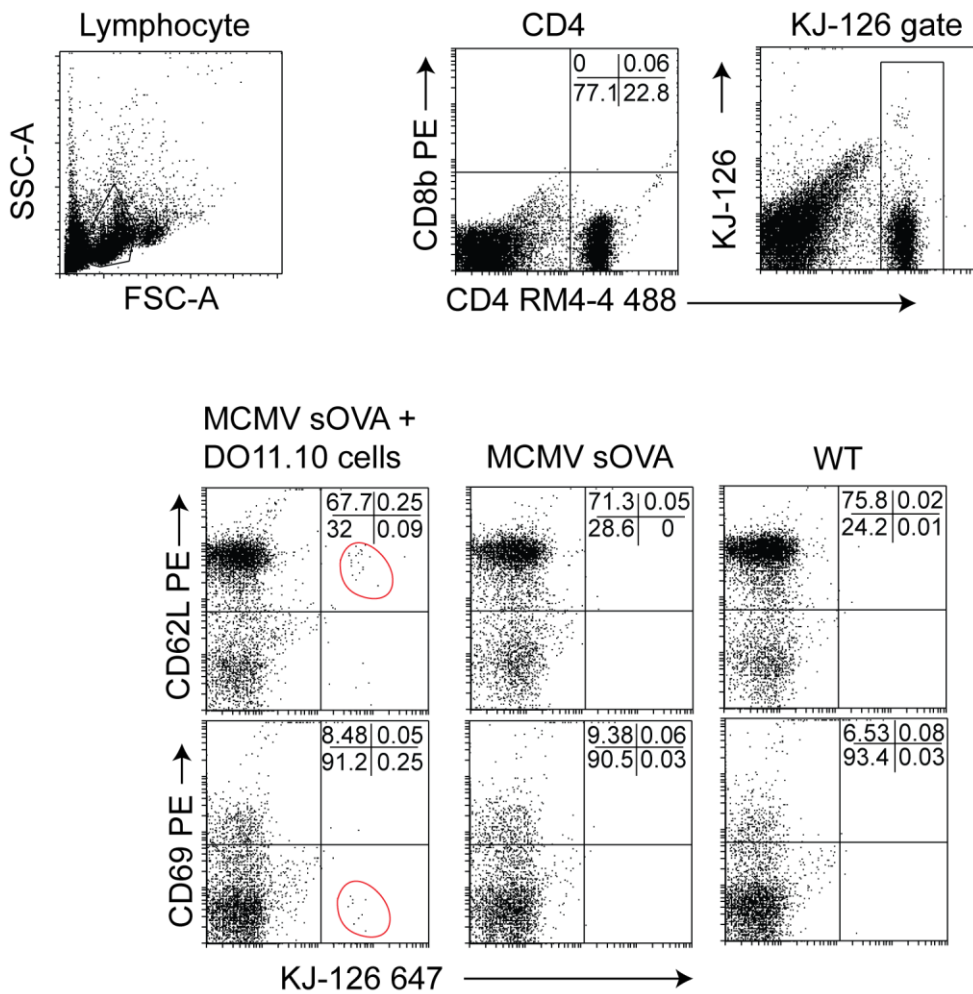 Lymphocyte
SSC-A
FSC-A
CD4
CD8b PE
0 0.06
77.1 22.8
KJ-126 gate
KJ-126
CD4 RM4-4 488
MCMV sOVA +
DO11.10 cells
MCMV sOVA
WT
CD62L PE
67.7 0.25
32 0.09
71.3 0.05
28.6 0
75.8 0.02
24.2 0.01
CD69 PE
8.48 0.05
91.2 0.25
9.38 0.06
90.5 0.03
6.53 0.08
93.4 0.03
KJ-126 647